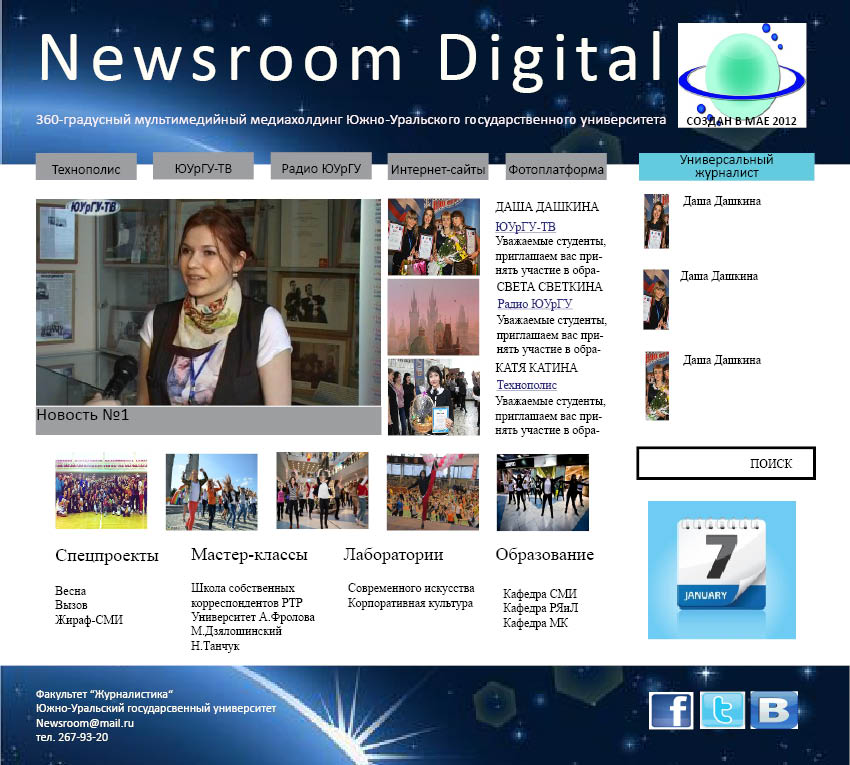 Newsroom Digital
360-градусный мультимедийный медиахолдинг Южно-Уральского государственного университета
СОЗДАН В МАЕ 2012
Технополис
ЮУрГУ-ТВ
Радио ЮУрГУ
Интернет-сайты
Фотоплатформа
Универсальный
журналист
ЮУрГУ-ТВ
Новость №1
ДАША ДАШКИНА
ЮУрГУ-ТВ
Уважаемые студенты,
приглашаем вас при-
нять участие в обра-
СВЕТА СВЕТКИНА
Радио ЮУрГУ
Уважаемые студенты,
приглашаем вас при-
нять участие в обра-
КАТЯ КАТИНА
Технополис
Уважаемые студенты,
приглашаем вас при-
нять участие в обра-
Даша Дашкина
Даша Дашкина
Даша Дашкина
ПОИСК
7
JANUARY
Спецпроекты
Весна
Вызов
Жираф-СМИ
Мастер-классы
Школа собственных
корреспондентов РТР
Университет А.Фролова
М.Дзялошинский
Н.Танчук
Лаборатории
Современного искусства
Корпоративная культура
Образование
Кафедра СМИ
Кафедра РЯиЛ
Кафедра МК
Факультет “Журналистика“
Южно-Уральский государсвенный университет
Newsroom@mail.ru
тел. 267-93-20
f
t
B